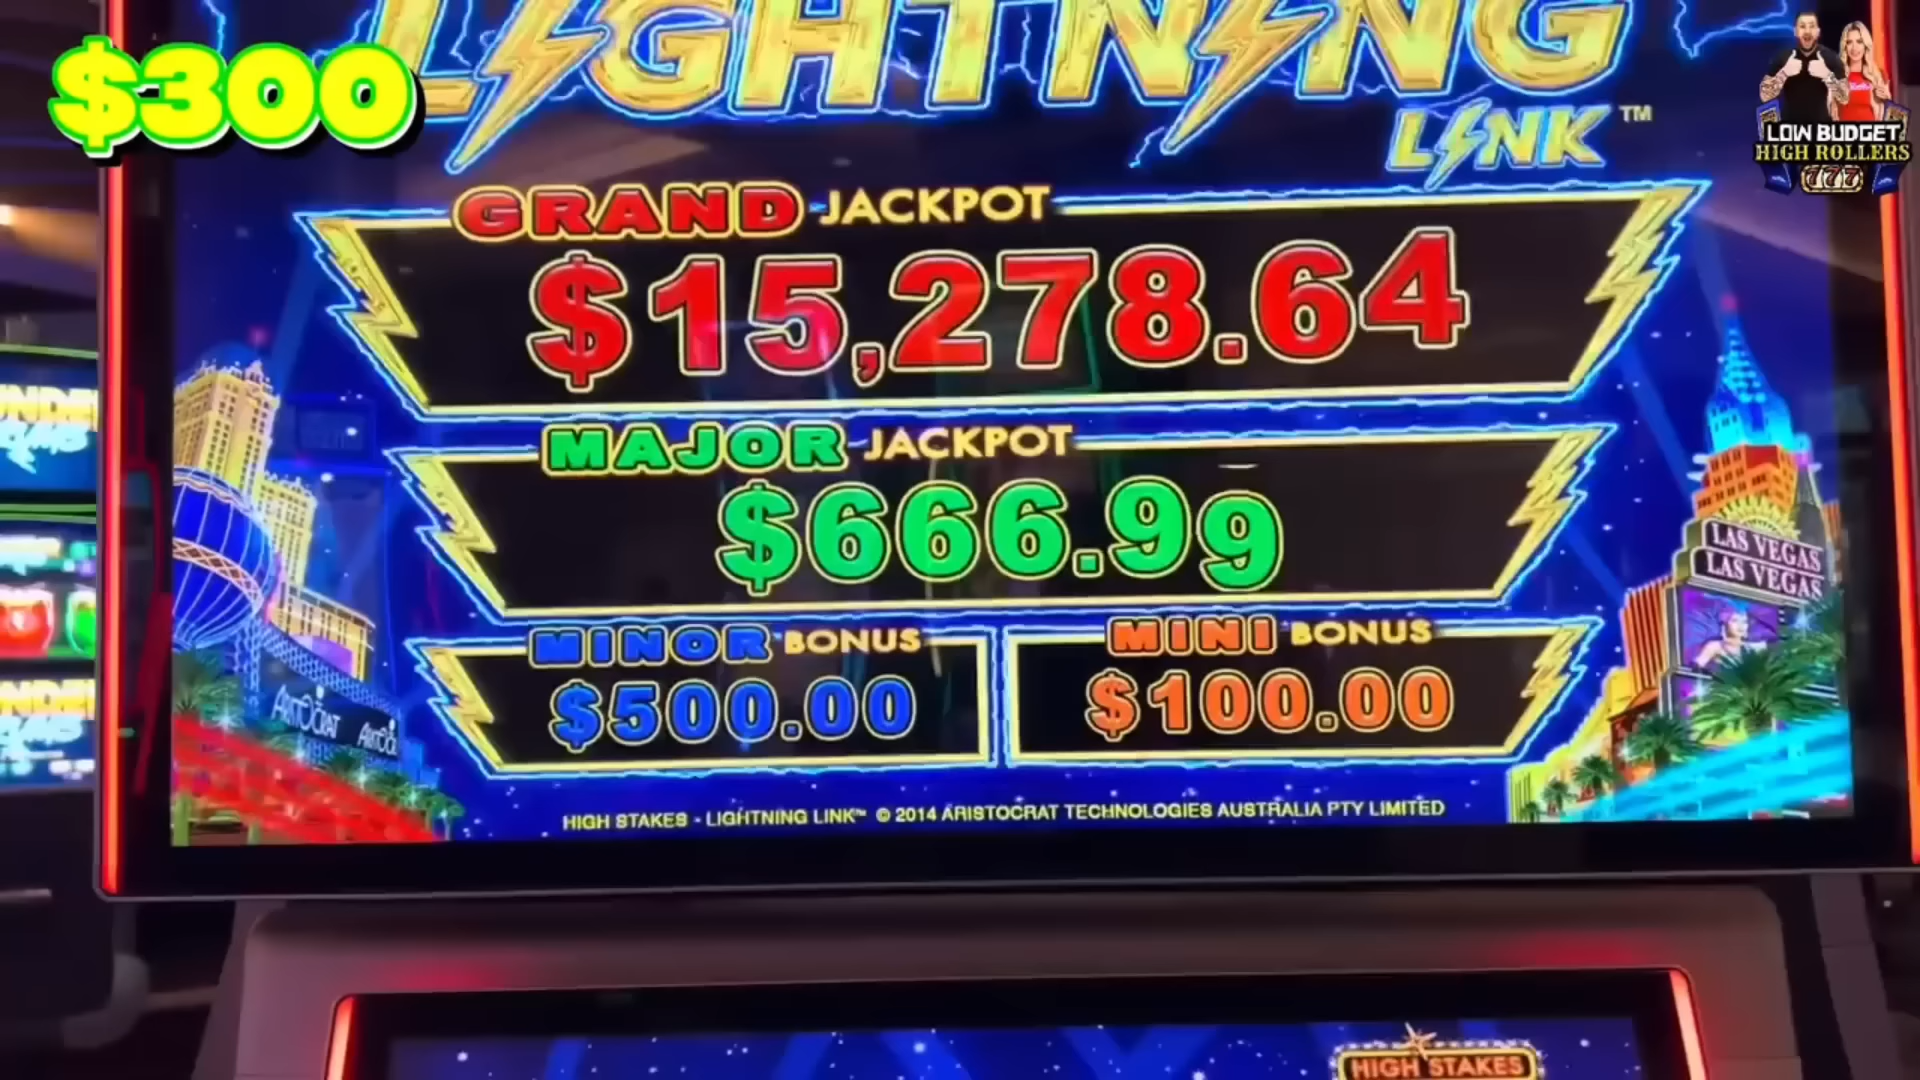 $300
LIGHTNING
LINK™
LOW BUDGET
HIGH ROLLERS
777
GRAND JACKPOT
$15,278.64
MAJOR JACKPOT
$666.99
MINOR BONUS
$500.00
MINI BONUS
$100.00
LAS VEGAS
LAS VEGAS
ARISTOCRAT
HIGH STAKES - LIGHTNING LINK™ © 2014 ARISTOCRAT TECHNOLOGIES AUSTRALIA PTY LIMITED
HIGH STAKES